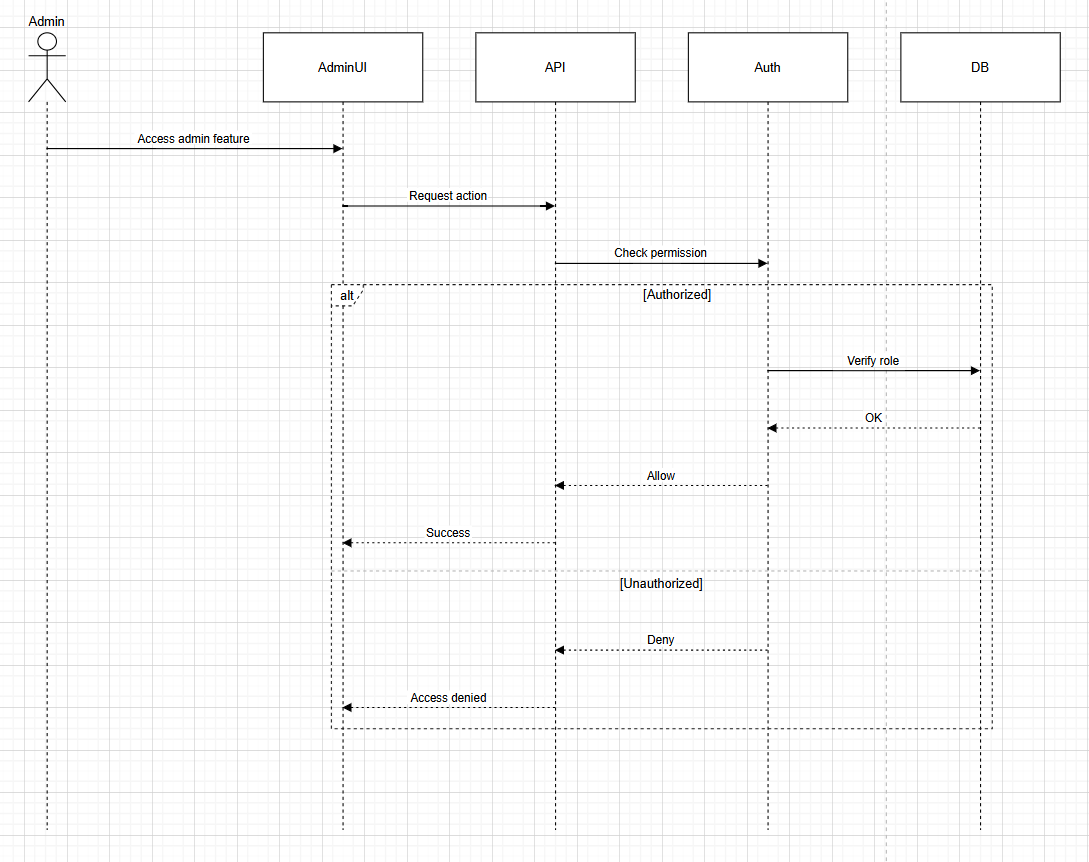 Admin
AdminUI
API
Auth
DB
Access admin feature
Request action
Check permission
alt
[Authorized]
Verify role
OK
Allow
Success
[Unauthorized]
Deny
Access denied